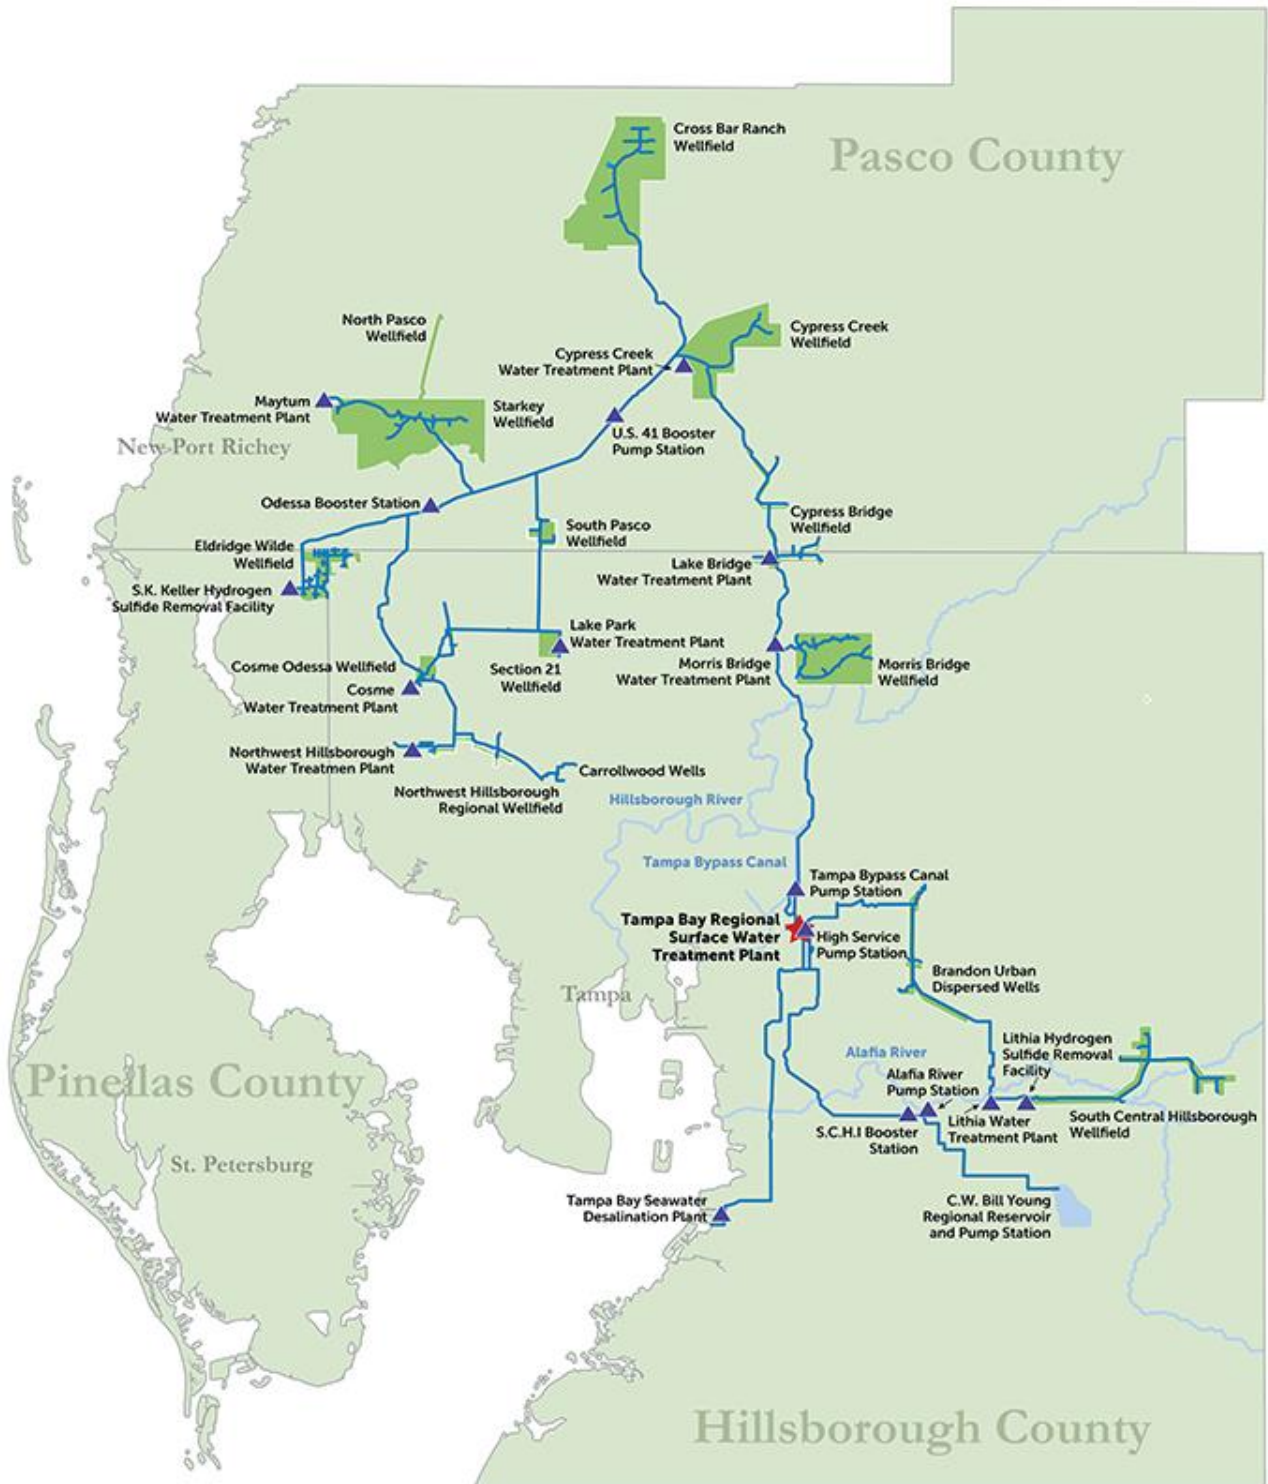 Cross Bar Ranch
Wellfield
Pasco County
North Pasco
Wellfield
Cypress Creek
Wellfield
Cypress Creek
Water Treatment Plant
Maytum
Water Treatment Plant
Starkey
Wellfield
U.S. 41 Booster
Pump Station
New Port Richey
Odessa Booster Station
South Pasco
Wellfield
Cypress Bridge
Wellfield
Eldridge Wilde
Wellfield
Lake Bridge
Water Treatment Plant
S.K. Keller Hydrogen
Sulfide Removal Facility
Lake Park
Water Treatment Plant
Cosme Odessa Wellfield
Section 21
Wellfield
Morris Bridge
Water Treatment Plant
Morris Bridge
Wellfield
Cosme
Water Treatment Plant
Northwest Hillsborough
Water Treatmen Plant
Carrollwood Wells
Northwest Hillsborough
Regional Wellfield
Hillsborough River
Tampa Bypass Canal
Tampa Bypass Canal
Pump Station
Tampa Bay Regional
Surface Water
Treatment Plant
High Service
Pump Station
Brandon Urban
Dispersed Wells
Tampa
Lithia Hydrogen
Sulfide Removal
Facility
Alafia River
Alafia River
Pump Station
Pinellas County
S.C.H.I Booster
Station
Lithia Water
Treatment Plant
South Central Hillsborough
Wellfield
St. Petersburg
Tampa Bay Seawater
Desalination Plant
C.W. Bill Young
Regional Reservoir
and Pump Station
Hillsborough County